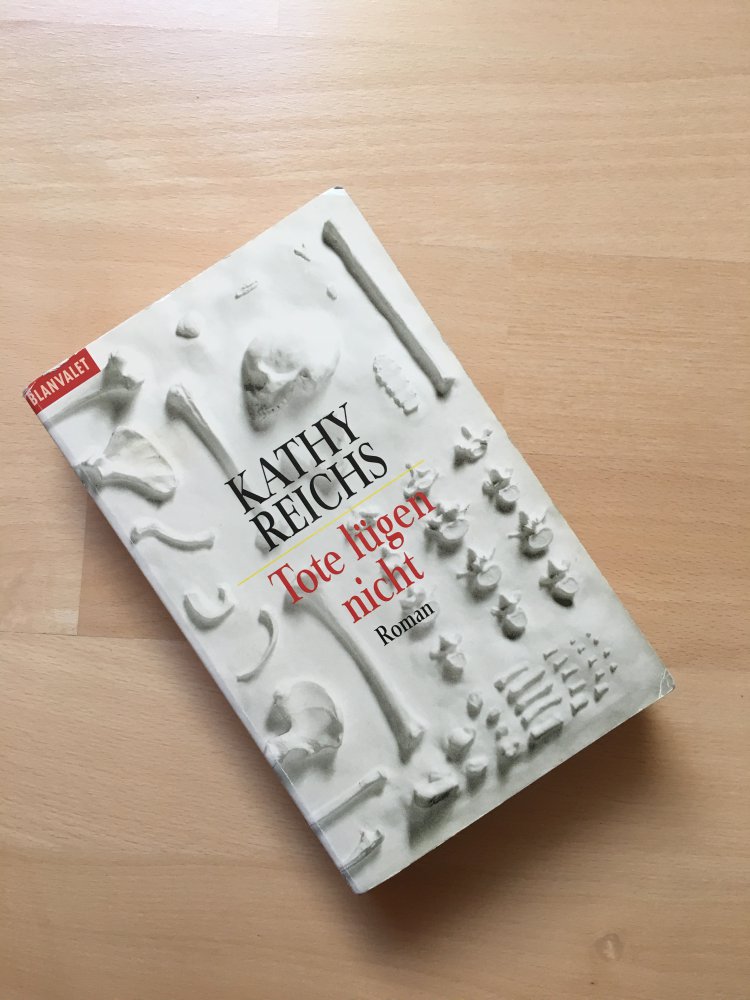 BLANVALET
KATHY
REICHS
Tote lügen
nicht
Roman